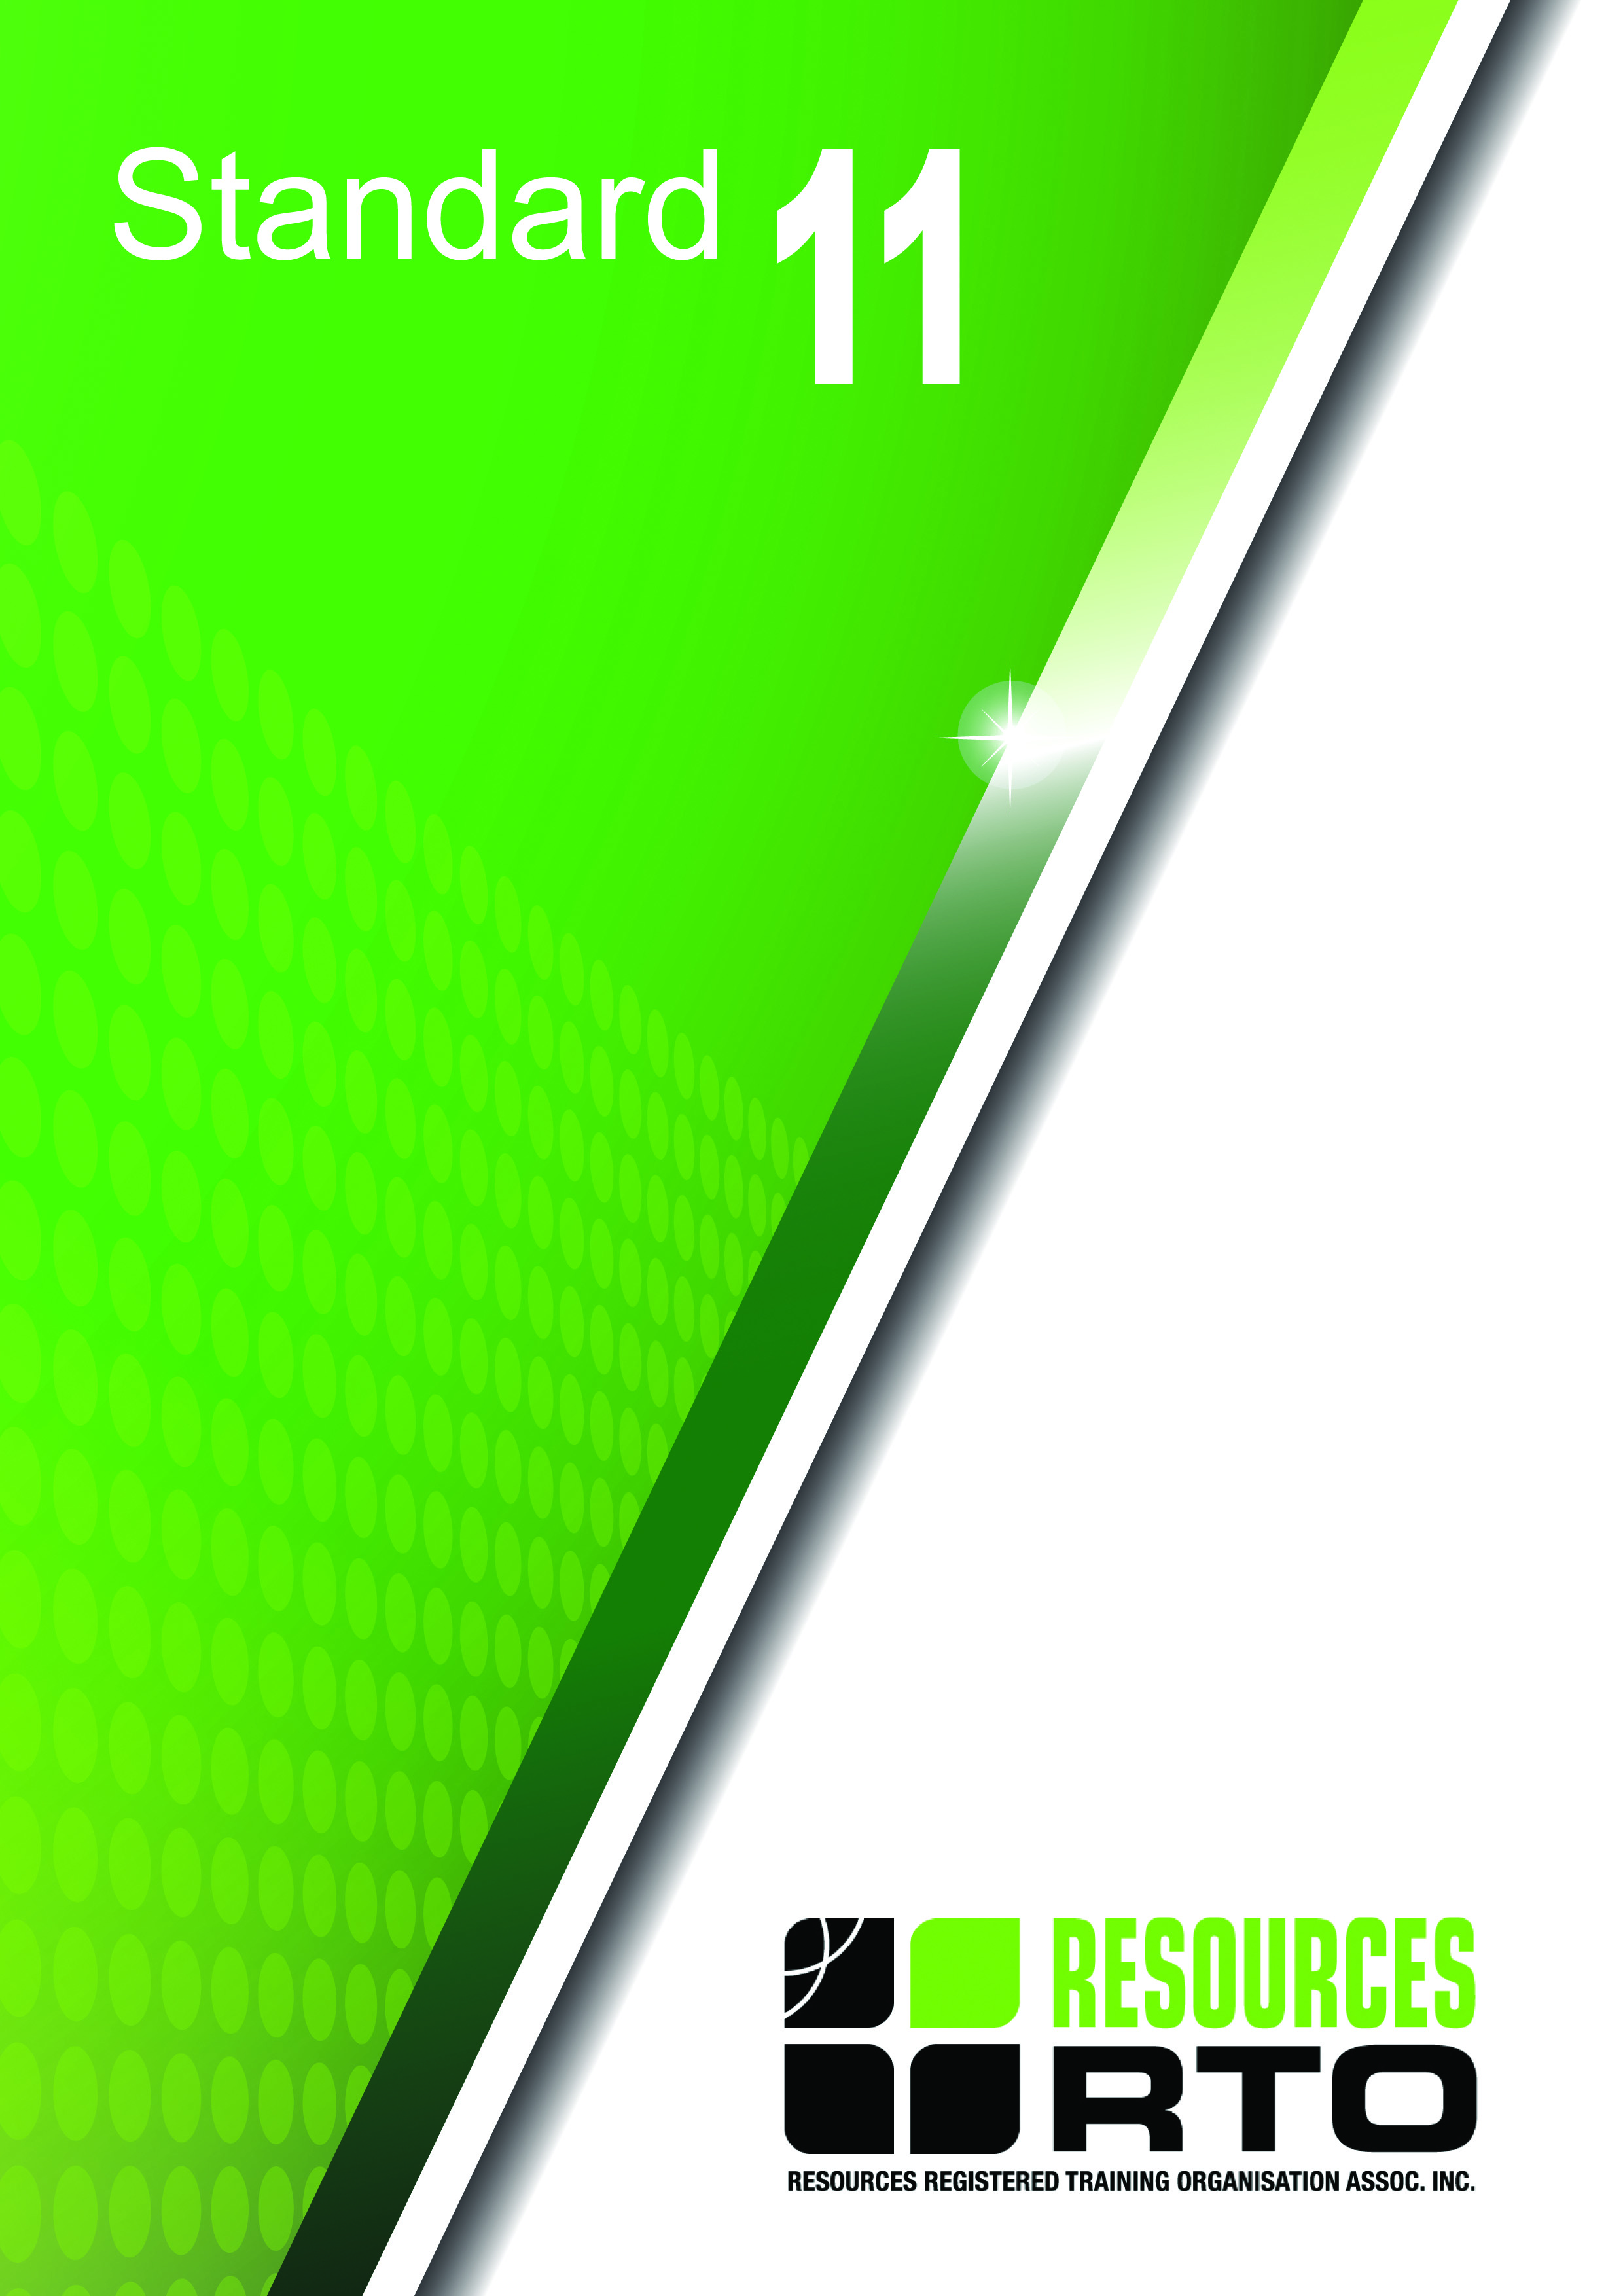 Standard 11
RESOURCES
RTO
RESOURCES REGISTERED TRAINING ORGANISATION ASSOC. INC.